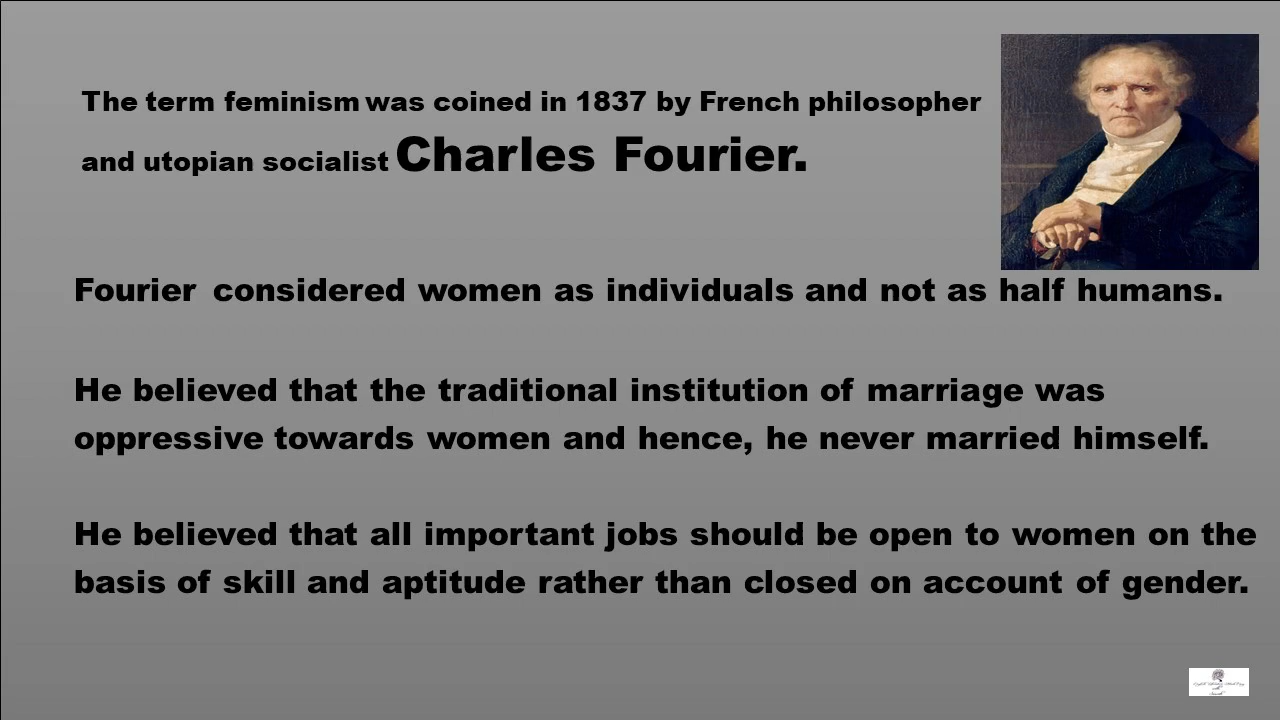 The term feminism was coined in 1837 by French philosopher
and utopian socialist Charles Fourier.
Fourier considered women as individuals and not as half humans.
He believed that the traditional institution of marriage was
oppressive towards women and hence, he never married himself.
He believed that all important jobs should be open to women on the
basis of skill and aptitude rather than closed on account of gender.